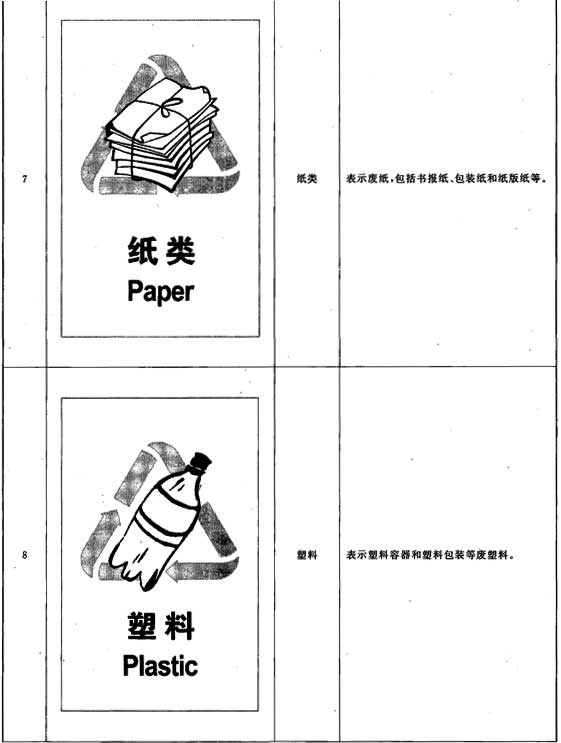 7
纸类
Paper
纸类
表示废纸,包括书报纸、包装纸和纸版纸等。
8
塑料
Plastic
塑料
表示塑料容器和塑料包装等废塑料。